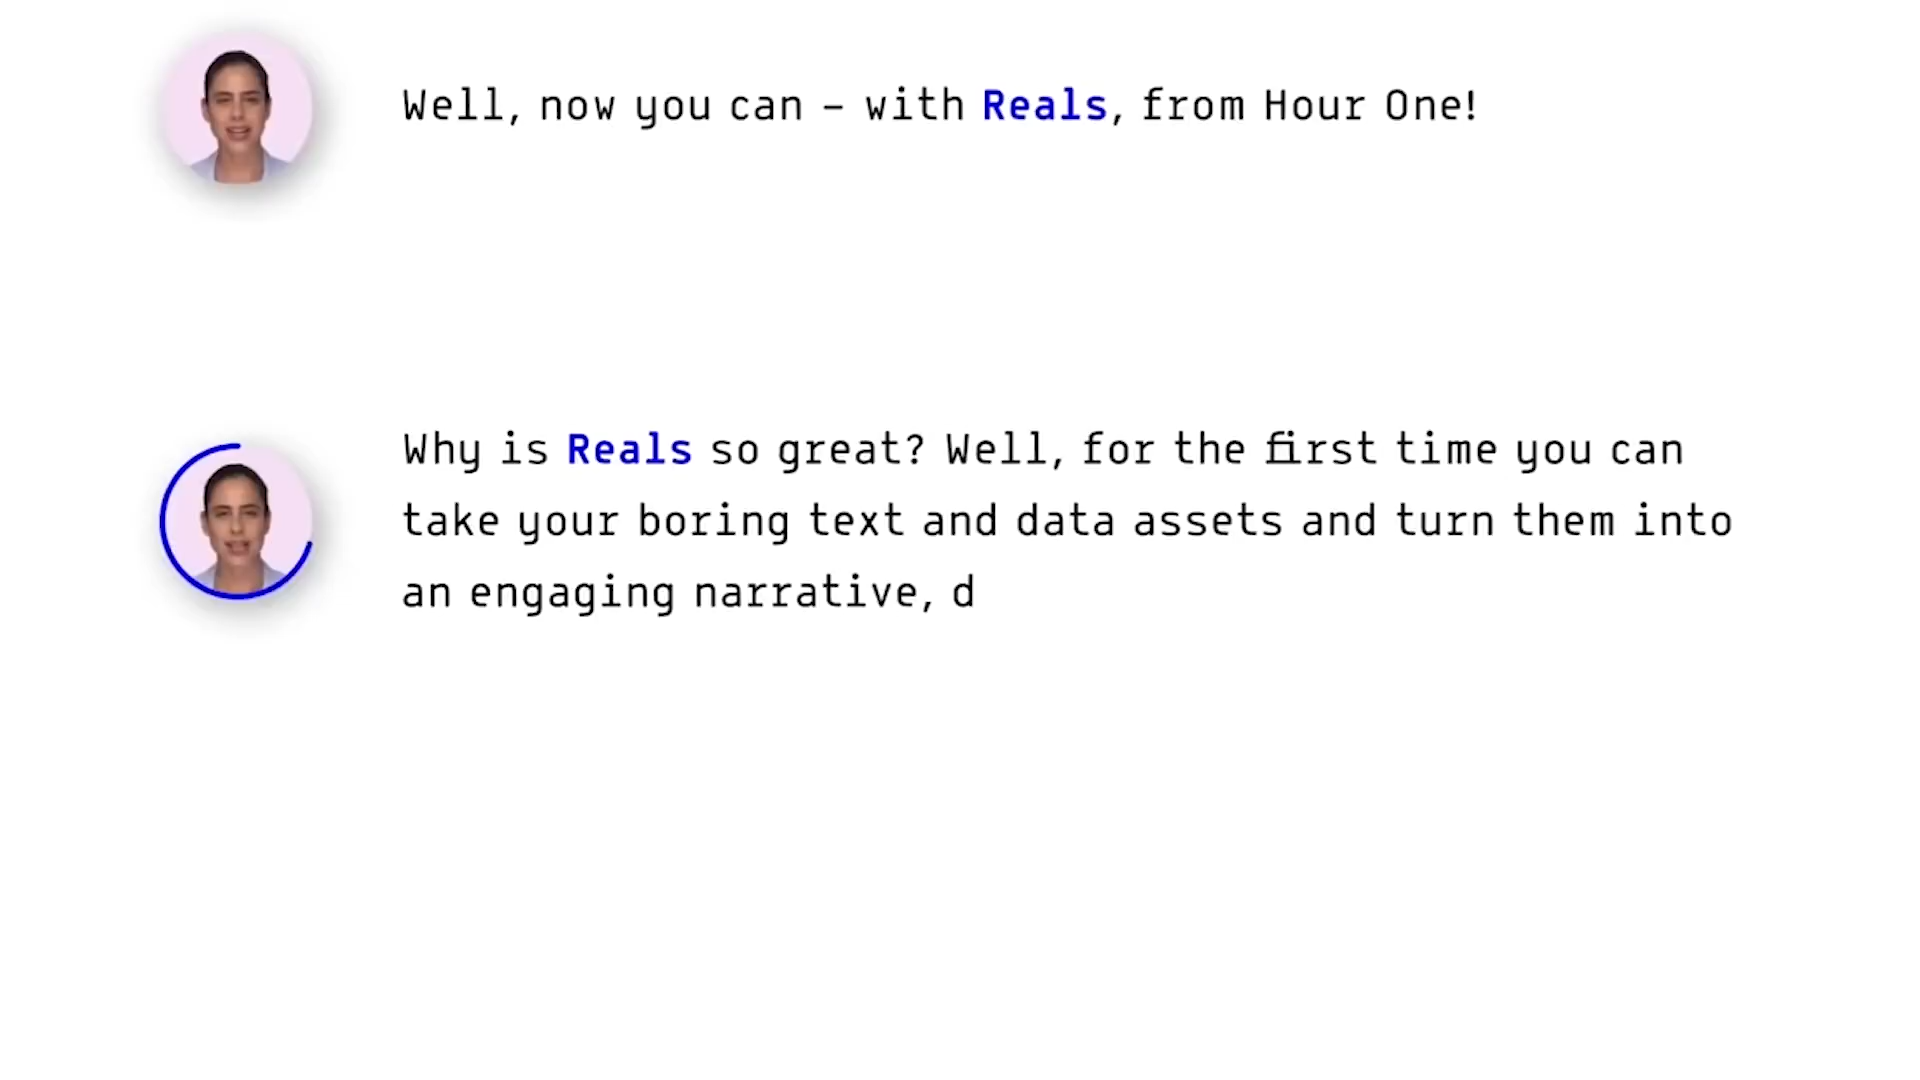 Well, now you can – with Reals, from Hour One!
Why is Reals so great? Well, for the first time you can
take your boring text and data assets and turn them into
an engaging narrative, d